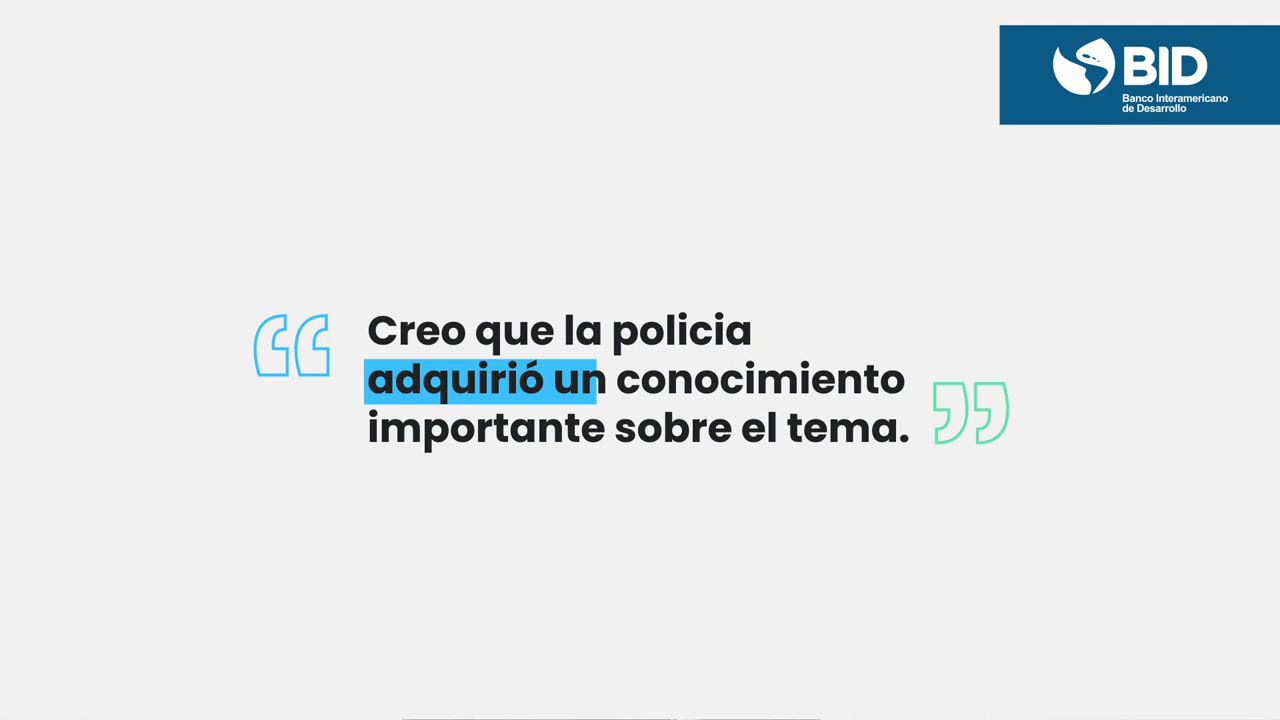 BID
Banco Interamericano
de Desarrollo
“ Creo que la policia
adquirió un conocimiento
importante sobre el tema. ”